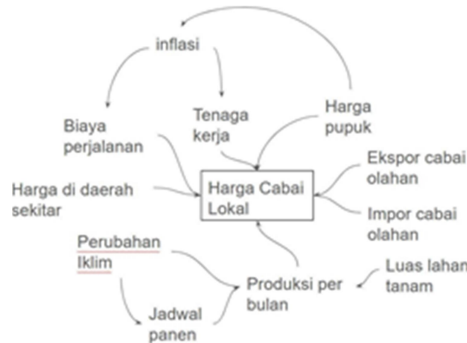 inflasi
Biaya
perjalanan
Tenaga
kerja
Harga
pupuk
Harga di daerah
sekitar
Harga Cabai
Lokal
Ekspor cabai
olahan
Impor cabai
olahan
Perubahan
Iklim
Jadwal
panen
Produksi per
bulan
Luas lahan
tanam